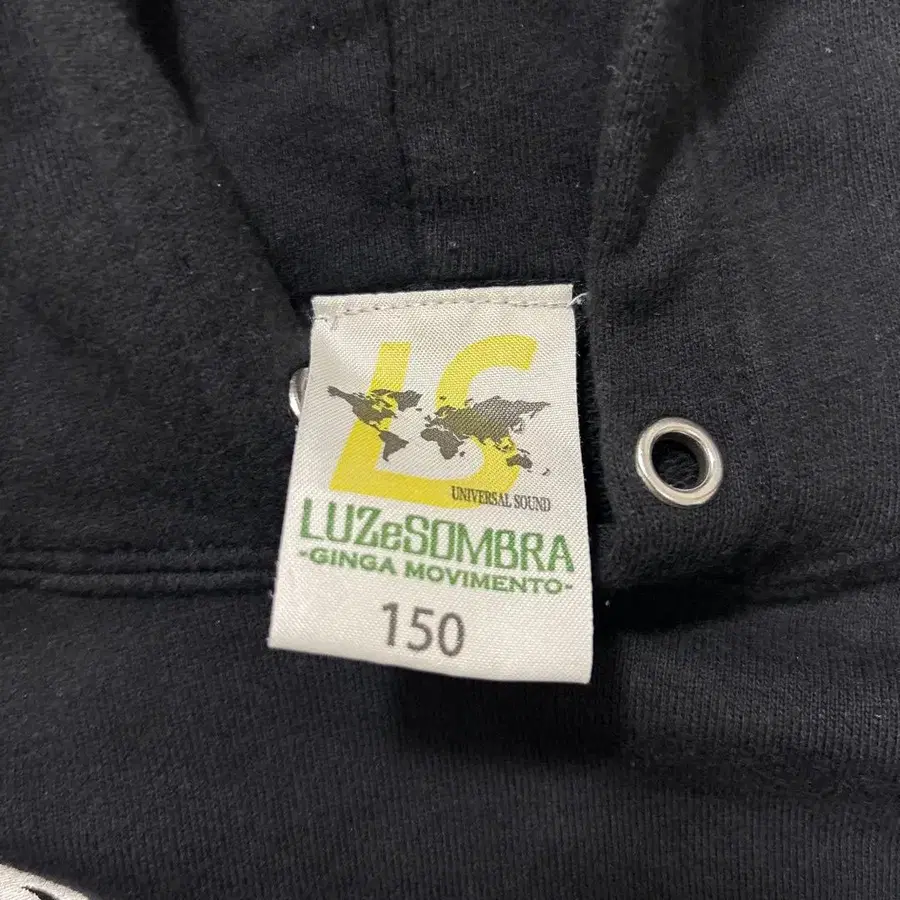 LS
UNIVERSAL SOUND
LUZeSOMBRA
-GINGA MOVIMENTO-
150